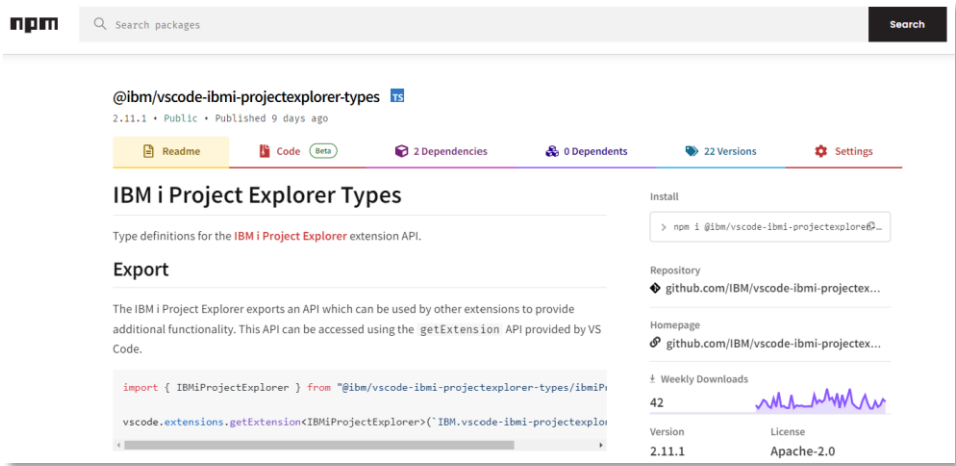 npm
Search packages
Search
@ibm/vscode-ibmi-projectexplorer-types TS
2.11.1 • Public • Published 9 days ago
Readme
Code Beta
2 Dependencies
0 Dependents
22 Versions
Settings
IBM i Project Explorer Types
Type definitions for the IBM i Project Explorer extension API.
Export
The IBM i Project Explorer exports an API which can be used by other extensions to provide
additional functionality. This API can be accessed using the getExtension API provided by VS
Code.
import { IBMiProjectExplorer } from "@ibm/vscode-ibmi-projectexplorer-types/ibmiPr
vscode.extensions.getExtension<IBMiProjectExplorer>(`IBM.vscode-ibmi-projectexplor
Install
> npm i @ibm/vscode-ibmi-projectexplore…
Repository
github.com/IBM/vscode-ibmi-projectex...
Homepage
github.com/IBM/vscode-ibmi-projectex...
Weekly Downloads
42
Version
License
2.11.1
Apache-2.0